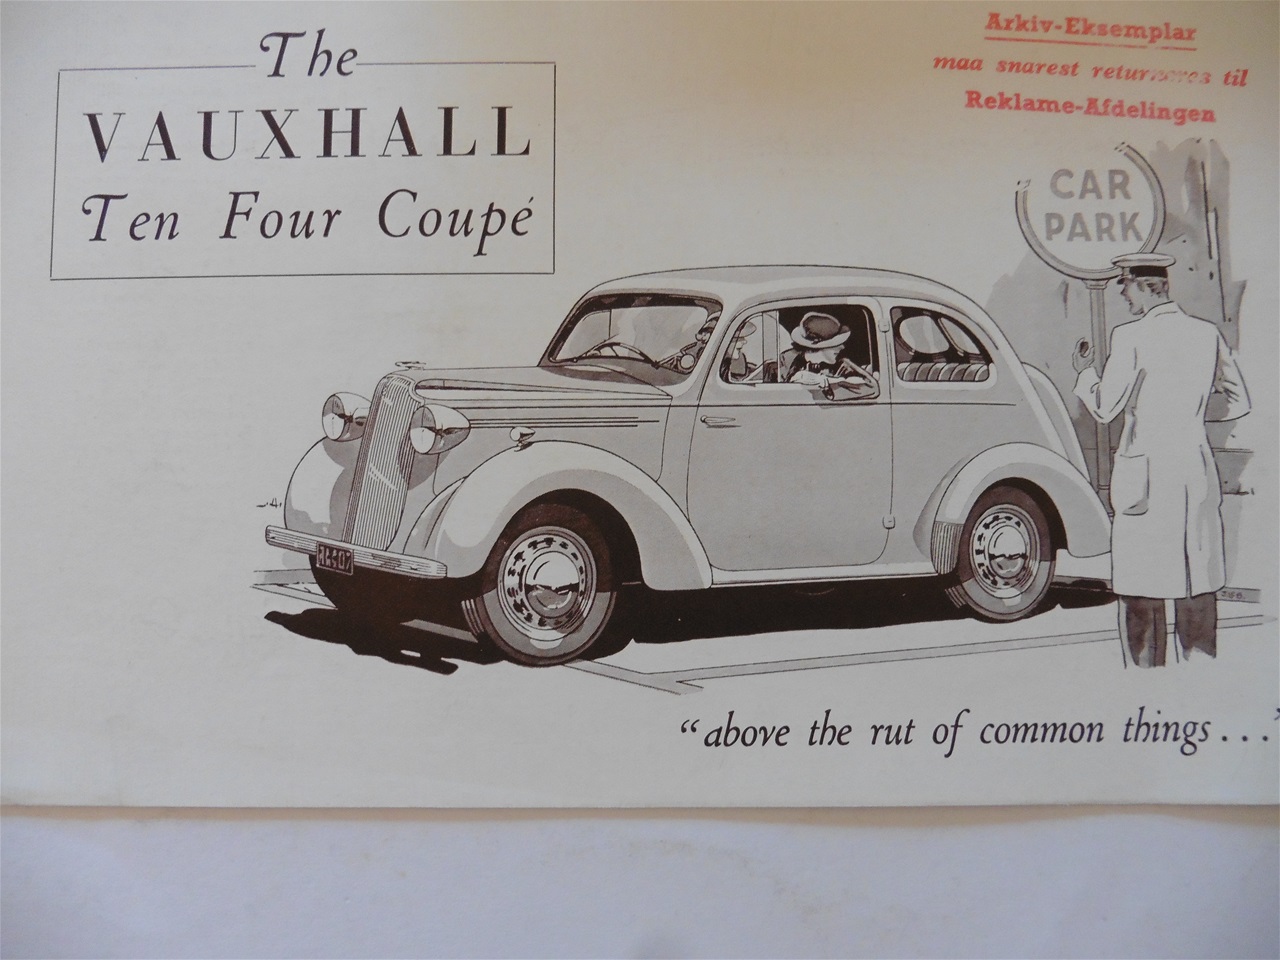 The
VAUXHALL
Ten Four Coupé
Arkiv-Eksemplar
maa snarest returneres til
Reklame-Afdelingen
CAR
PARK
"above the rut of common things..."